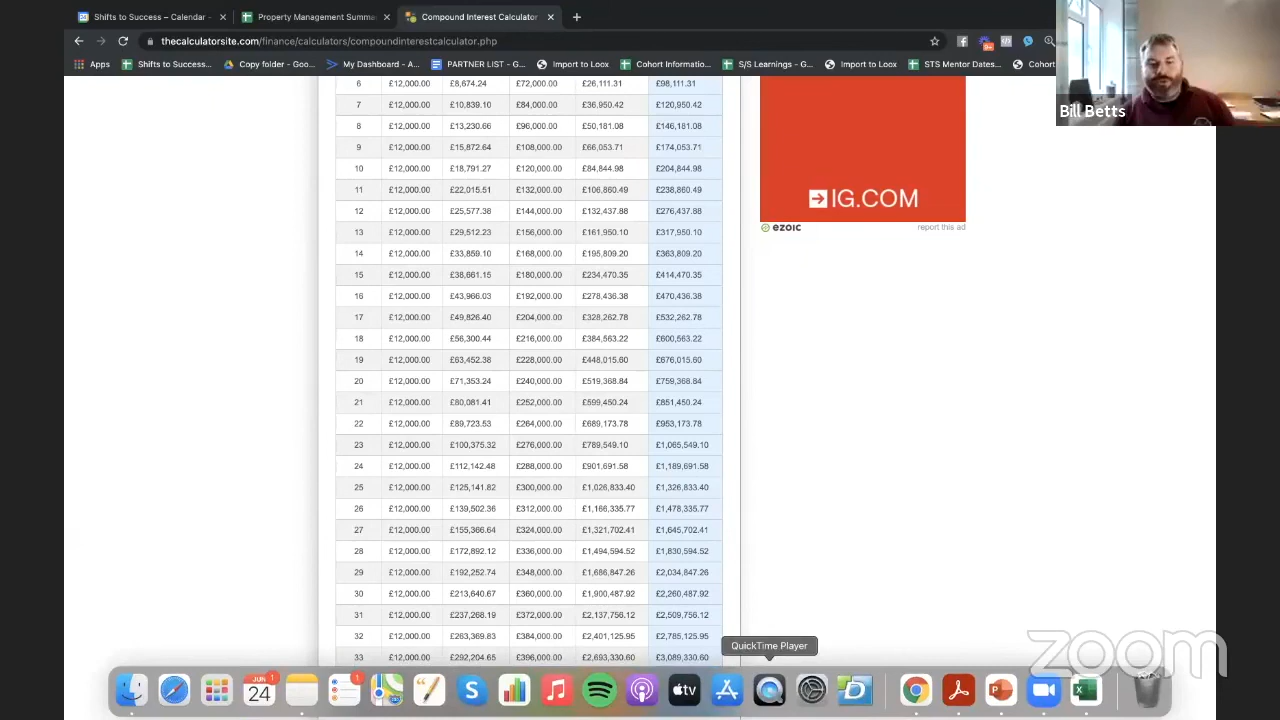 Shifts to Success – Calendar -
Property Management Summa
Compound Interest Calculator
thecalculatorsite.com/finance/calculators/compoundinterestcalculator.php
Apps Shifts to Success... Copy folder - Goo... My Dashboard - A... PARTNER LIST - G... Import to Loox Cohort Informatio... S/S Learnings - G... Import to Loox STS Mentor Dates... Cohort
Bill Betts
6 £12,000.00 £8,674.24 £72,000.00 £26,111.31 £98,111.31
7 £12,000.00 £10,839.10 £84,000.00 £36,950.42 £120,950.42
8 £12,000.00 £13,230.66 £96,000.00 £50,181.08 £146,181.08
9 £12,000.00 £15,872.64 £108,000.00 £66,053.71 £174,053.71
10 £12,000.00 £18,791.27 £120,000.00 £84,844.98 £204,844.98
11 £12,000.00 £22,015.51 £132,000.00 £106,860.49 £238,860.49
12 £12,000.00 £25,577.38 £144,000.00 £132,437.88 £276,437.88
13 £12,000.00 £29,512.23 £156,000.00 £161,950.10 £317,950.10
14 £12,000.00 £33,859.10 £168,000.00 £195,809.20 £363,809.20
15 £12,000.00 £38,661.15 £180,000.00 £234,470.35 £414,470.35
16 £12,000.00 £43,966.03 £192,000.00 £278,436.38 £470,436.38
17 £12,000.00 £49,826.40 £204,000.00 £328,262.78 £532,262.78
18 £12,000.00 £56,300.44 £216,000.00 £384,563.22 £600,563.22
19 £12,000.00 £63,452.38 £228,000.00 £448,015.60 £676,015.60
20 £12,000.00 £71,353.24 £240,000.00 £519,368.84 £759,368.84
21 £12,000.00 £80,081.41 £252,000.00 £599,450.24 £851,450.24
22 £12,000.00 £89,723.53 £264,000.00 £689,173.78 £953,173.78
23 £12,000.00 £100,375.32 £276,000.00 £789,549.10 £1,065,549.10
24 £12,000.00 £112,142.48 £288,000.00 £901,691.58 £1,189,691.58
25 £12,000.00 £125,141.82 £300,000.00 £1,026,833.40 £1,326,833.40
26 £12,000.00 £139,502.36 £312,000.00 £1,166,335.77 £1,478,335.77
27 £12,000.00 £155,366.64 £324,000.00 £1,321,702.41 £1,645,702.41
28 £12,000.00 £172,892.12 £336,000.00 £1,494,594.52 £1,830,594.52
29 £12,000.00 £192,252.74 £348,000.00 £1,686,847.26 £2,034,847.26
30 £12,000.00 £213,640.67 £360,000.00 £1,900,487.92 £2,260,487.92
31 £12,000.00 £237,268.19 £372,000.00 £2,137,756.12 £2,509,756.12
32 £12,000.00 £263,369.83 £384,000.00 £2,401,125.95 £2,785,125.95
33 £12,000.00 £292,204.65 £396,000.00 £2,693,330.60 £3,089,330.60
IG.COM
ezoic report this ad
QuickTime Player
zoom
JUN 1
24
1
tv